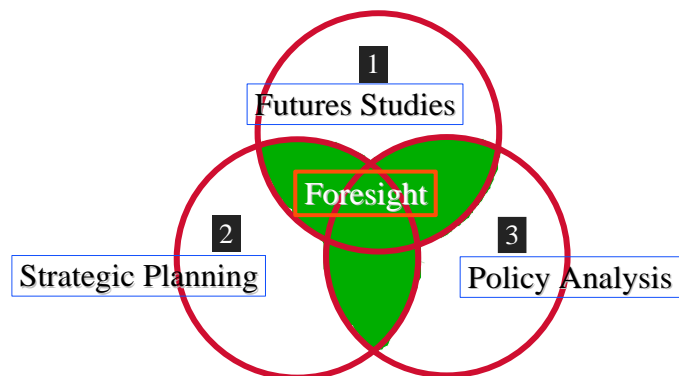 1
Futures Studies
Foresight
2
Strategic Planning
3
Policy Analysis